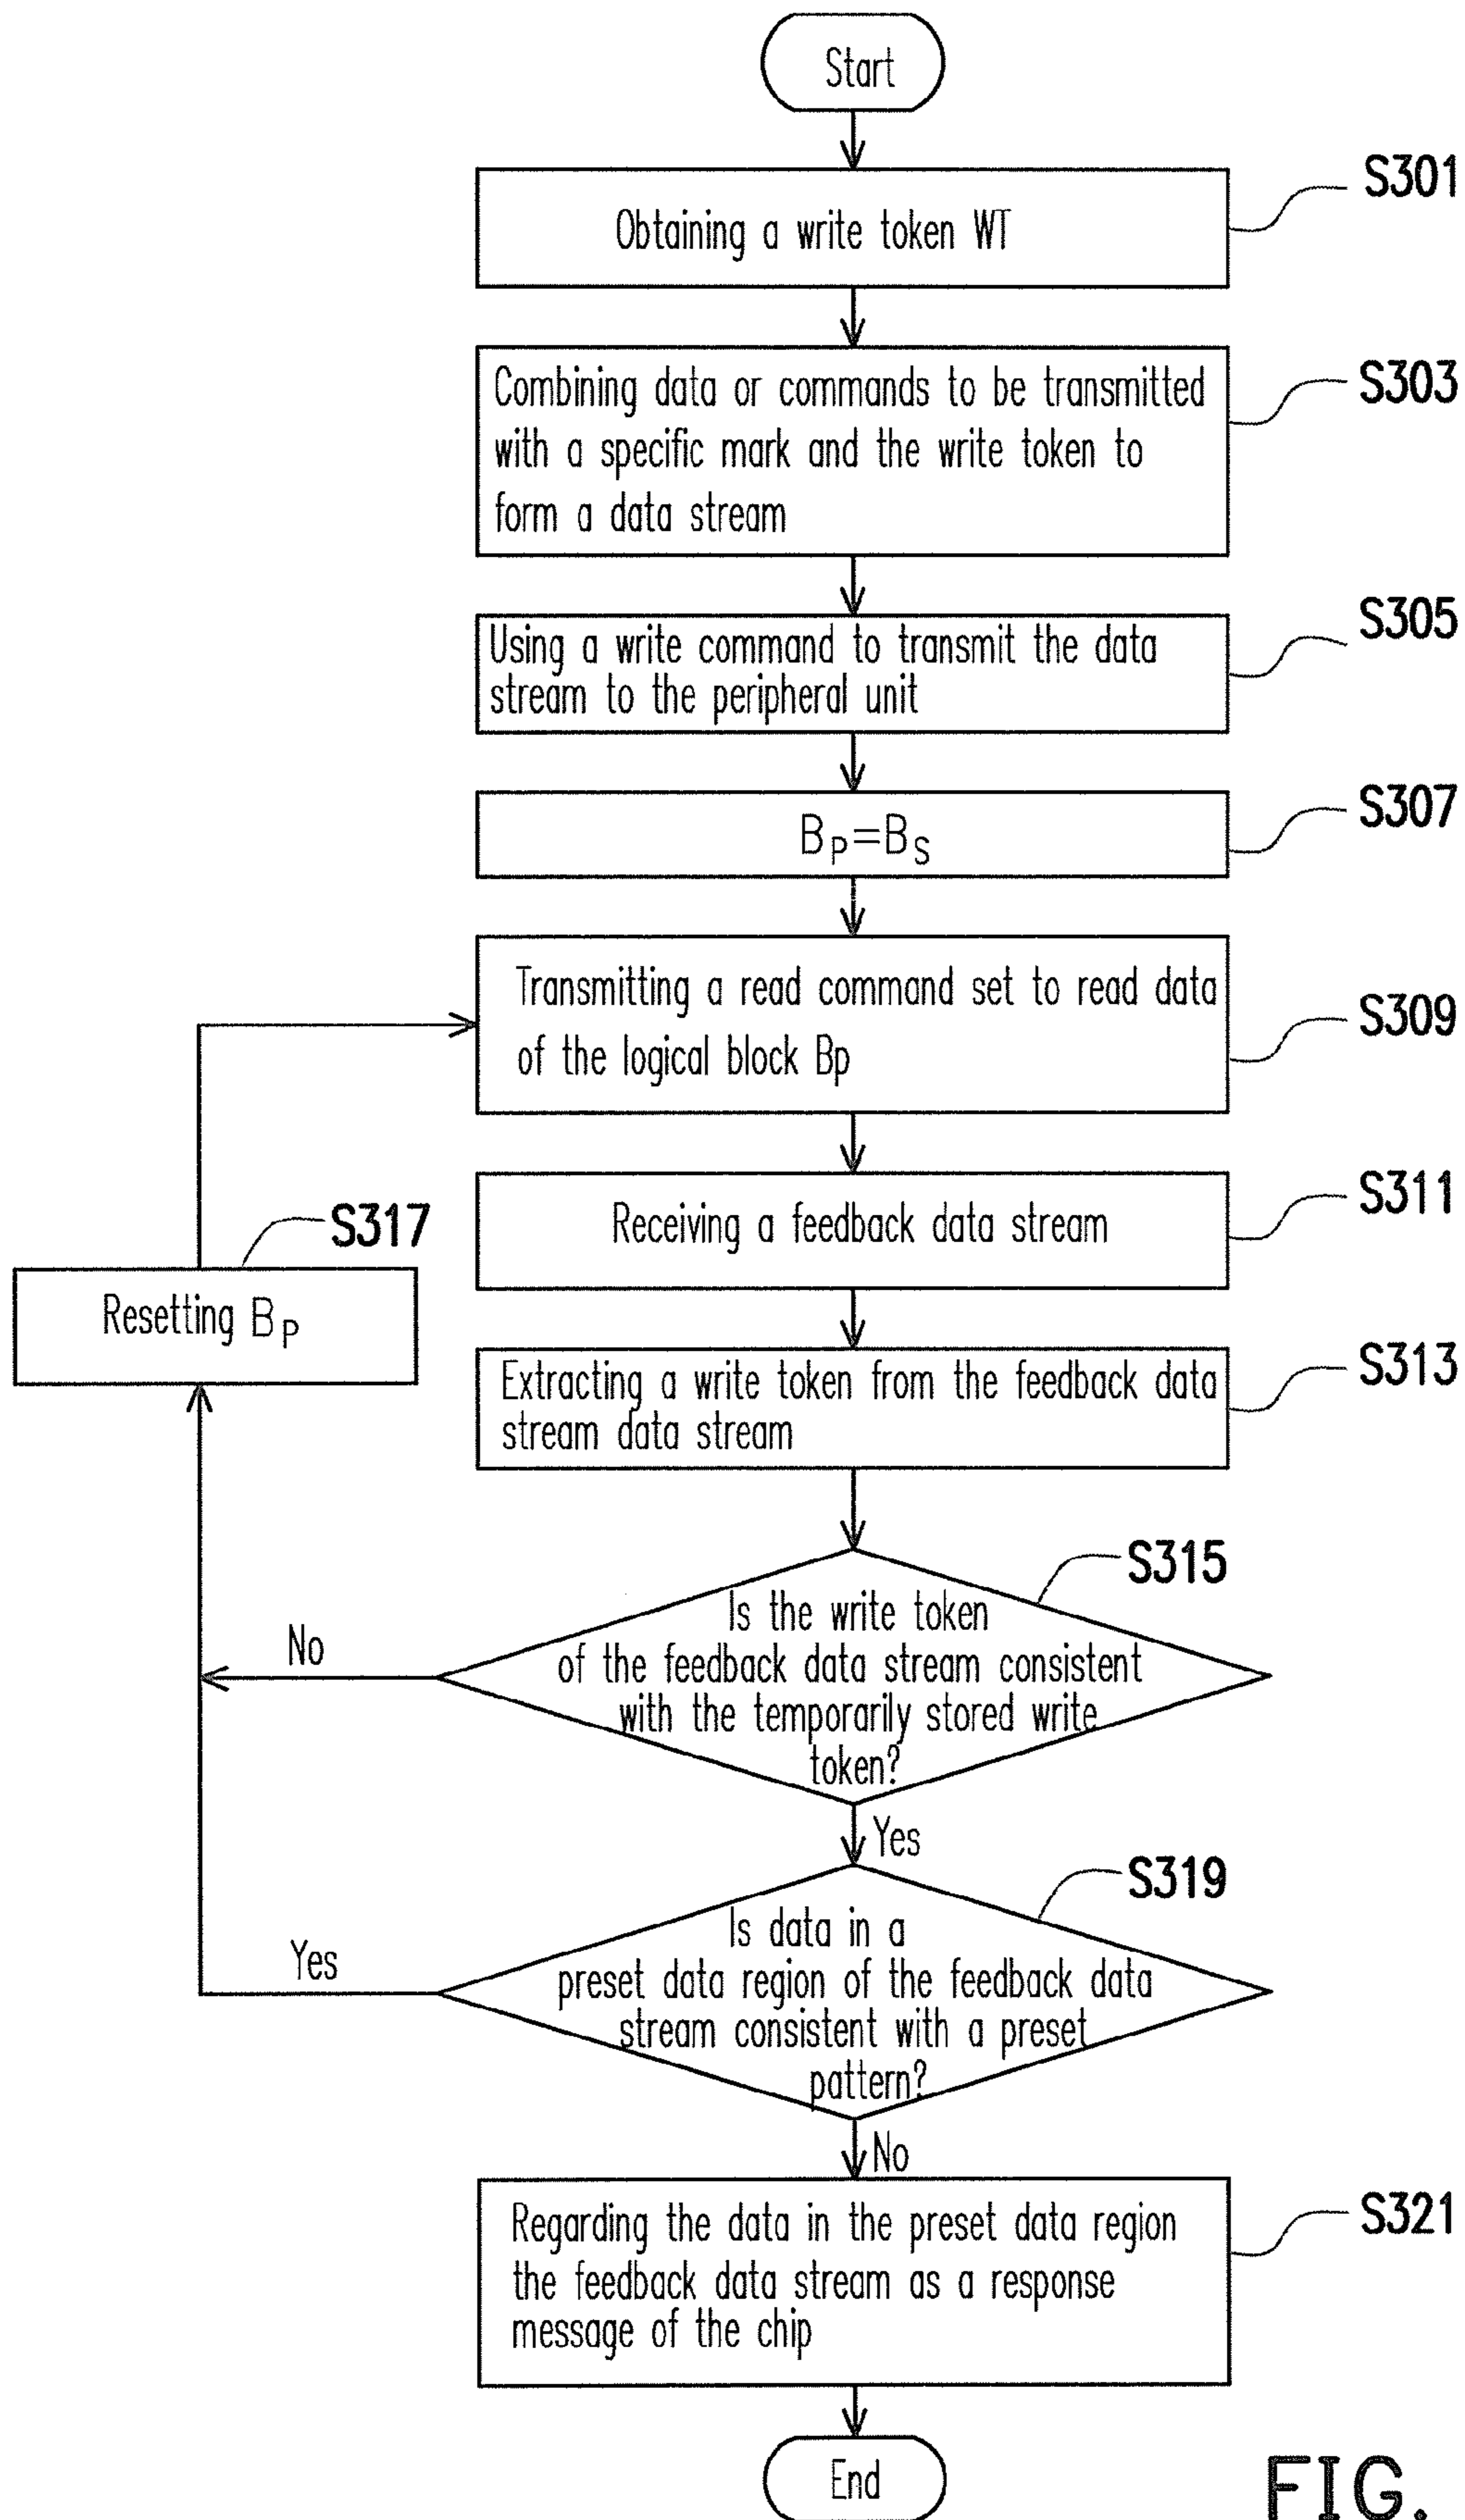 Start
S301
Obtaining a write token WT
S303
Combining data or commands to be transmitted
with a specific mark and the write token to
form a data stream
S305
Using a write command to transmit the data
stream to the peripheral unit
S307
BP=BS
S309
Transmitting a read command set to read data
of the logical block Bp
S311
Receiving a feedback data stream
S317
Resetting BP
S313
Extracting a write token from the feedback data
stream data stream
S315
Is the write token
of the feedback data stream consistent
with the temporarily stored write
token?
No
Yes
S319
Is data in a
preset data region of the feedback data
stream consistent with a preset
pattern?
Yes
No
S321
Regarding the data in the preset data region
the feedback data stream as a response
message of the chip
End
FIG.